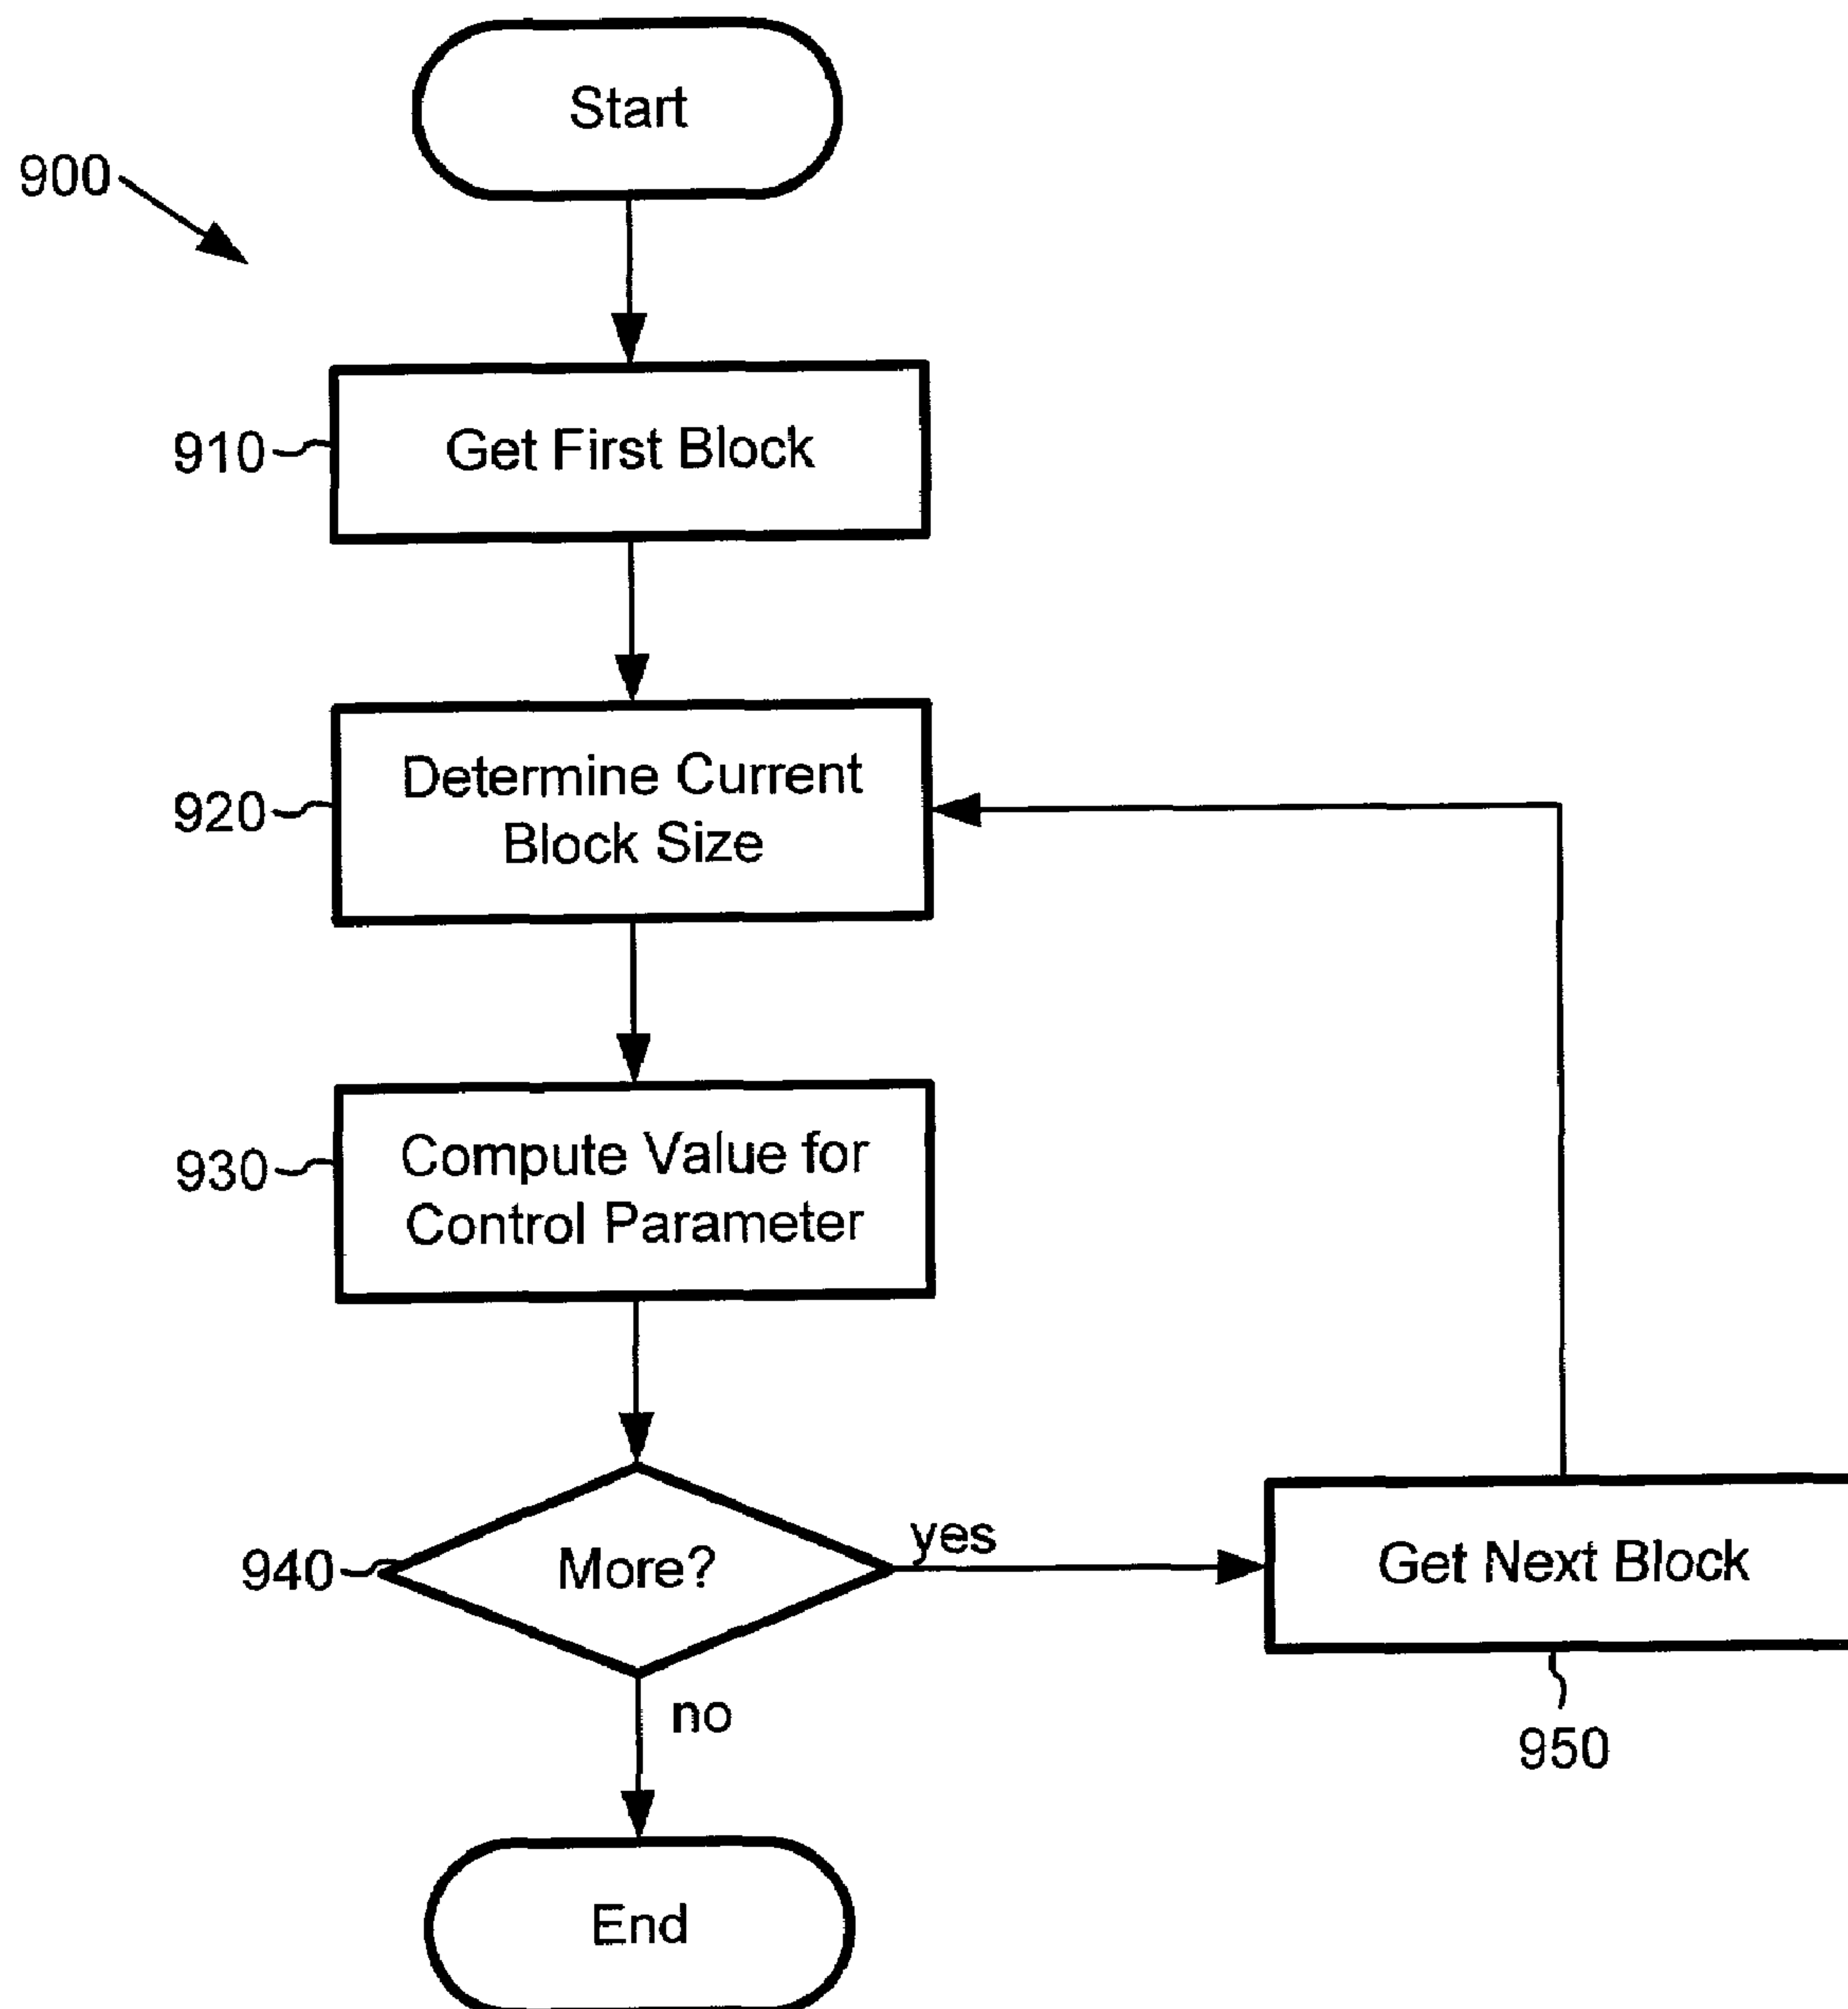 Start
900
910
Get First Block
920
Determine Current
Block Size
930
Compute Value for
Control Parameter
940
More?
yes
Get Next Block
950
no
End